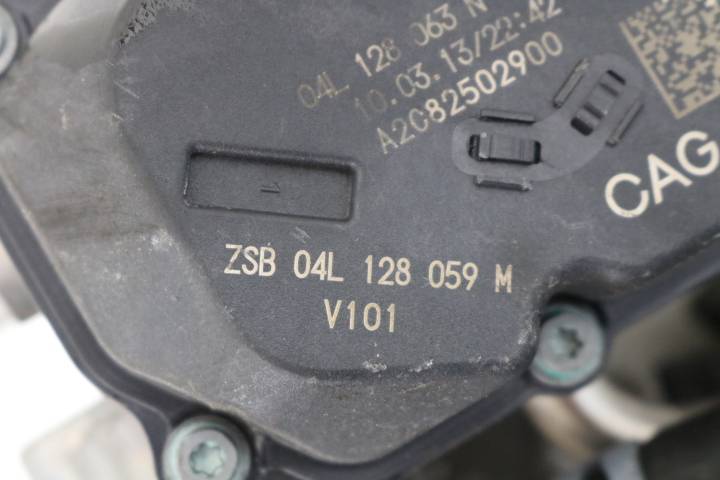 04L 128 063 N
10.03.13/22:42
A2C82502900
CAG
ZSB 04L 128 059 M
V101